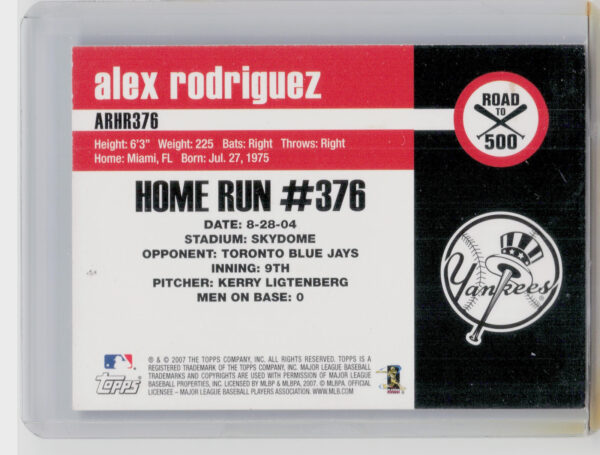 alex rodriguez
ARHR376
Height: 6'3" Weight: 225 Bats: Right Throws: Right
Home: Miami, FL Born: Jul. 27, 1975
ROAD
TO
500
HOME RUN #376
DATE: 8-28-04
STADIUM: SKYDOME
OPPONENT: TORONTO BLUE JAYS
INNING: 9TH
PITCHER: KERRY LIGTENBERG
MEN ON BASE: 0
Yankees
® & © 2007 THE TOPPS COMPANY, INC. ALL RIGHTS RESERVED. TOPPS IS A
REGISTERED TRADEMARK OF THE TOPPS COMPANY, INC. MAJOR LEAGUE BASEBALL
TRADEMARKS AND COPYRIGHTS ARE USED WITH PERMISSION OF MAJOR LEAGUE
BASEBALL PROPERTIES, INC. LICENSED BY MLBP & MLBPA, 2007. © MLBPA. OFFICIAL
LICENSEE – MAJOR LEAGUE BASEBALL PLAYERS ASSOCIATION. WWW.MLB.COM
Topps